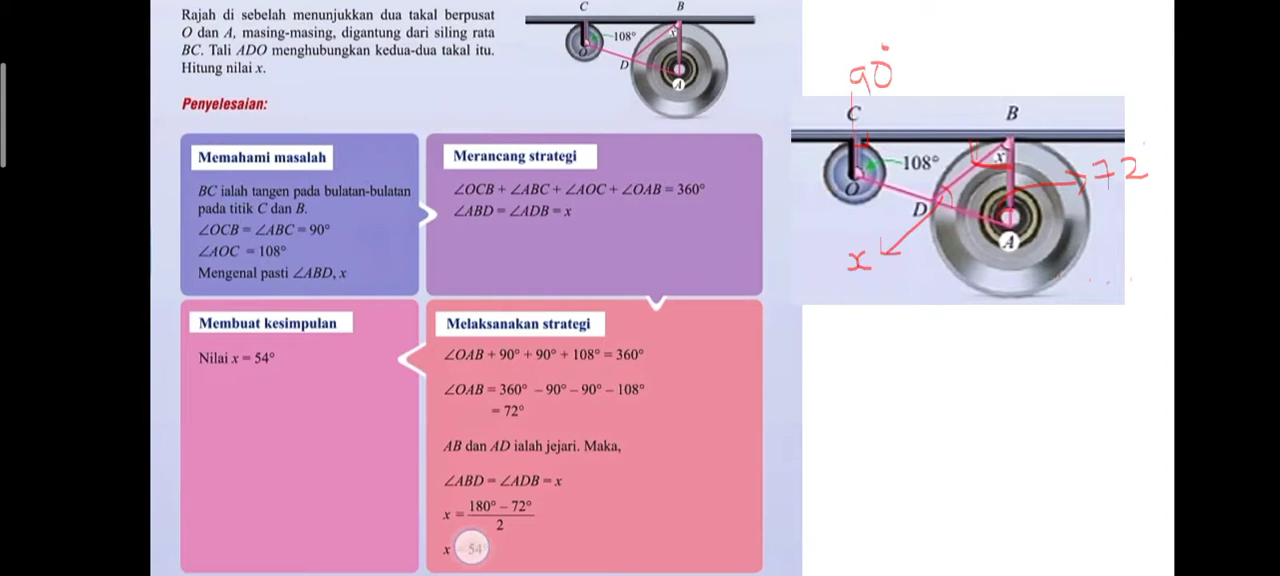 Rajah di sebelah menunjukkan dua takal berpusat
O dan A, masing-masing, digantung dari siling rata
BC. Tali ADO menghubungkan kedua-dua takal itu.
Hitung nilai x.
C
B
108°
x
O
D
A
Penyelesaian:
Memahami masalah
BC ialah tangen pada bulatan-bulatan
pada titik C dan B.
∠OCB = ∠ABC = 90°
∠AOC = 108°
Mengenal pasti ∠ABD, x
Merancang strategi
∠OCB + ∠ABC + ∠AOC + ∠OAB = 360°
∠ABD = ∠ADB = x
Membuat kesimpulan
Nilai x = 54°
Melaksanakan strategi
∠OAB + 90° + 90° + 108° = 360°
∠OAB = 360° − 90° − 90° − 108°
= 72°
AB dan AD ialah jejari. Maka,
∠ABD = ∠ADB = x
x = 180° − 72°
2
x = 54°
90°
C
B
108°
x
72
O
D
A
x